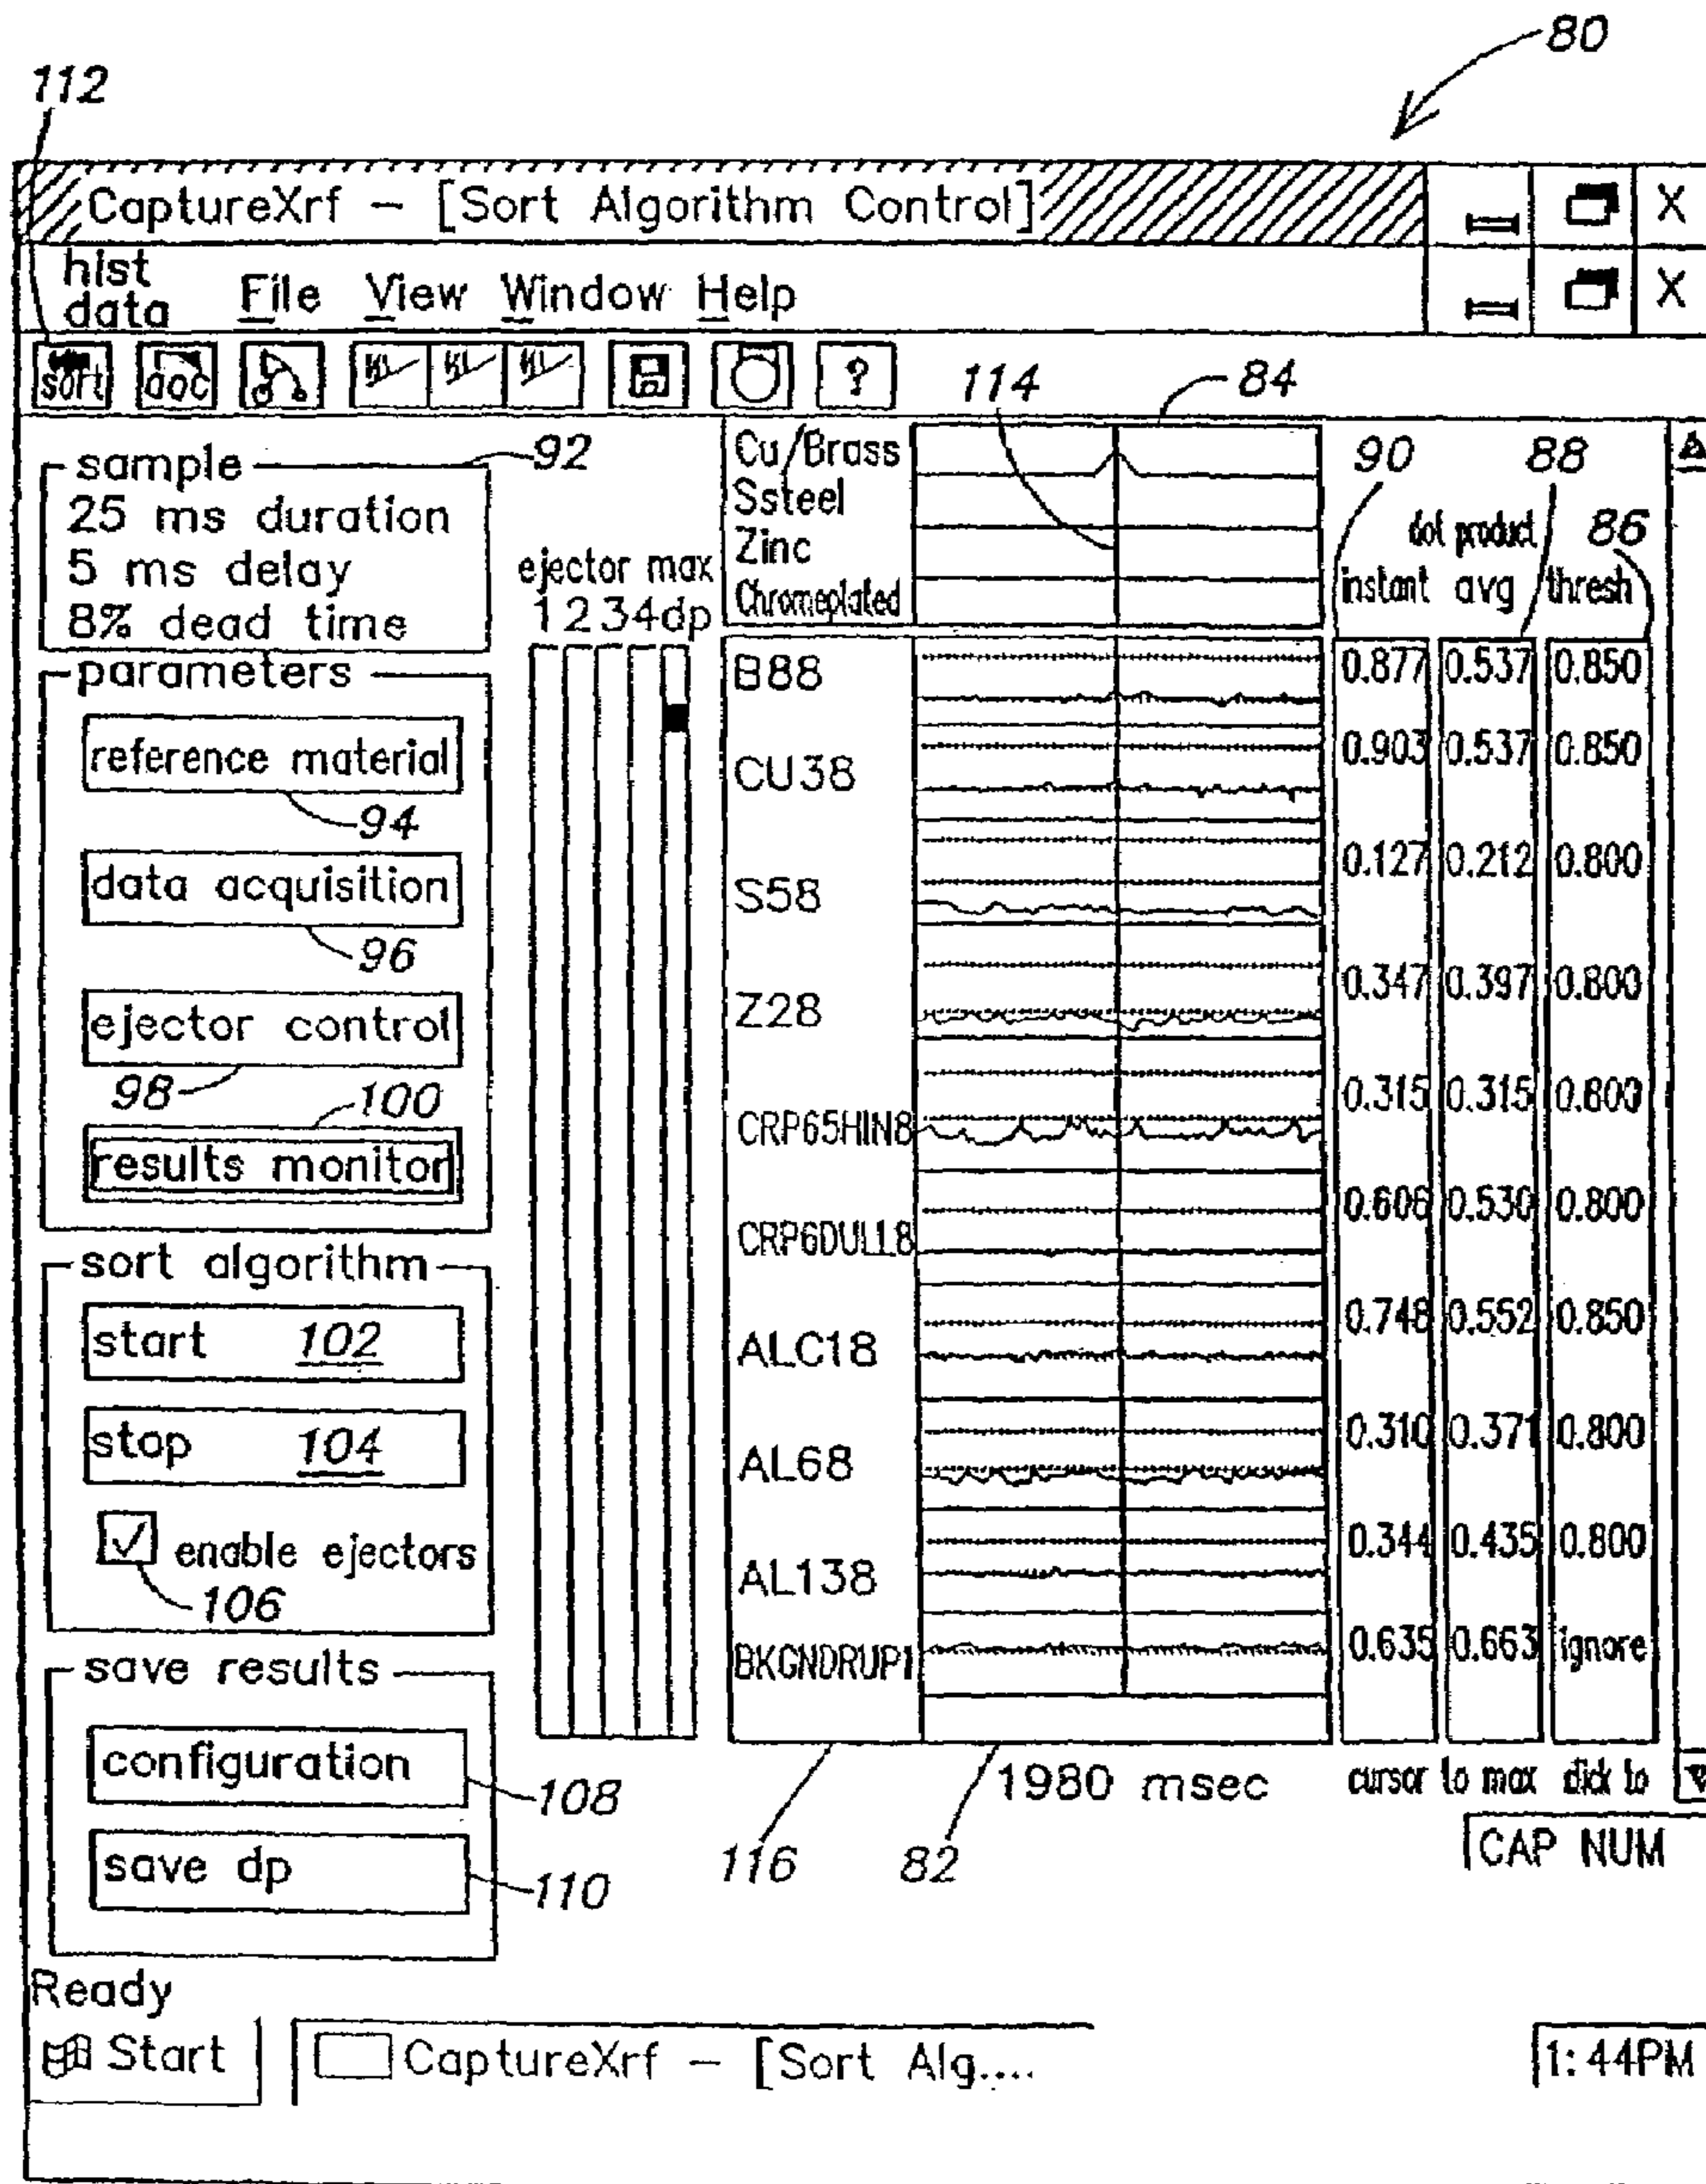 80
112
CaptureXrf – [Sort Algorithm Control]
X
hist data
File View Window Help
X
sort
aoc
?
114
84
sample
25 ms duration
5 ms delay
8% dead time
92
parameters
reference material
94
data acquisition
96
ejector control
98
100
results monitor
sort algorithm
start 102
stop 104
enable ejectors
106
save results
configuration
108
save dp
110
ejector max
1 2 3 4 dp
Cu/Brass
Ssteel
Zinc
Chromeplated
90 88
dot product 86
instant avg thresh
B88 0.877 0.537 0.850
CU38 0.903 0.537 0.850
S58 0.127 0.212 0.800
Z28 0.347 0.397 0.800
CRP65HIN8 0.315 0.315 0.800
CRP6DULL8 0.606 0.530 0.800
ALC18 0.748 0.552 0.850
AL68 0.310 0.371 0.800
AL138 0.344 0.435 0.800
BKGNDRUP1 0.635 0.663 ignore
116
82
1980 msec
cursor to max click to
CAP NUM
Ready
Start
CaptureXrf – [Sort Alg....
1:44PM